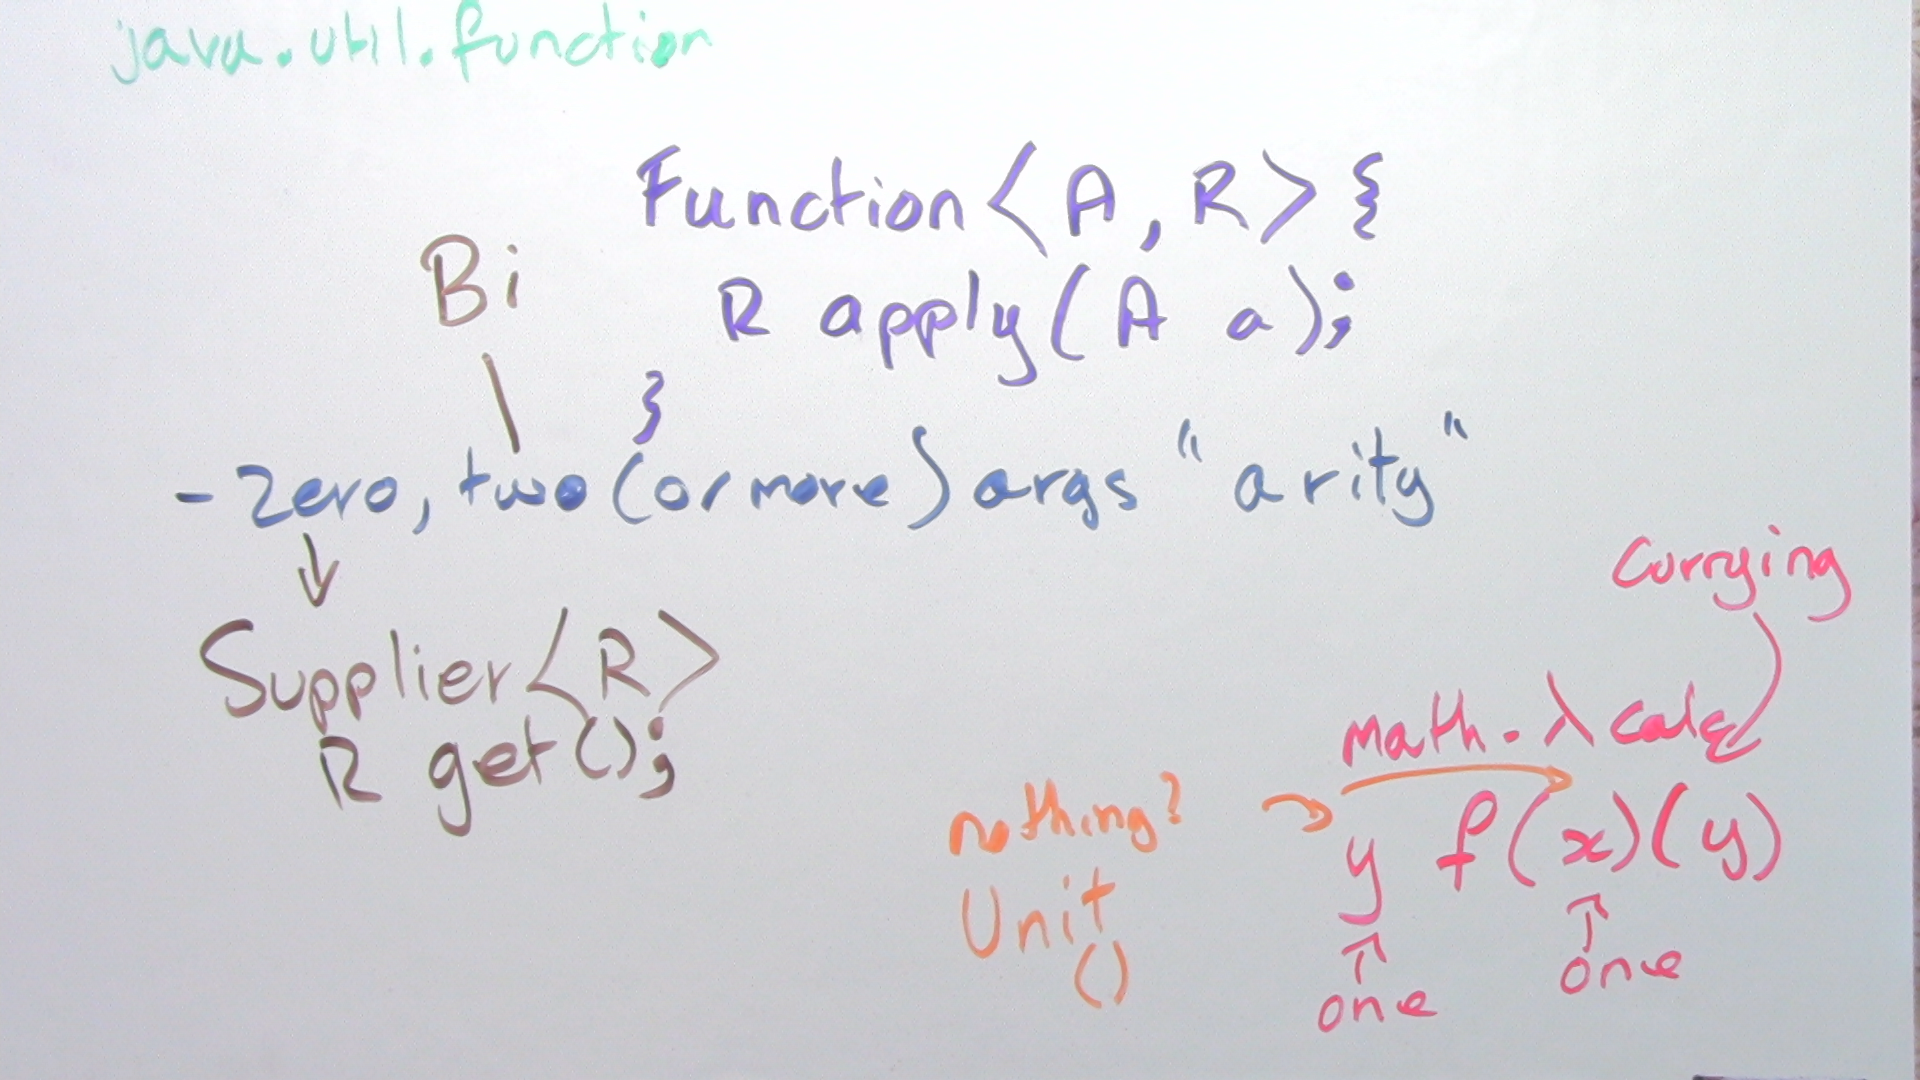 java.util.function
Function<A, R> {
R apply(A a);
}
Bi
- Zero, two (or more) args "arity"
Supplier<R>
R get();
Currying
math. λ calc
nothing?
Unit
()
y f(x)(y)
one
one